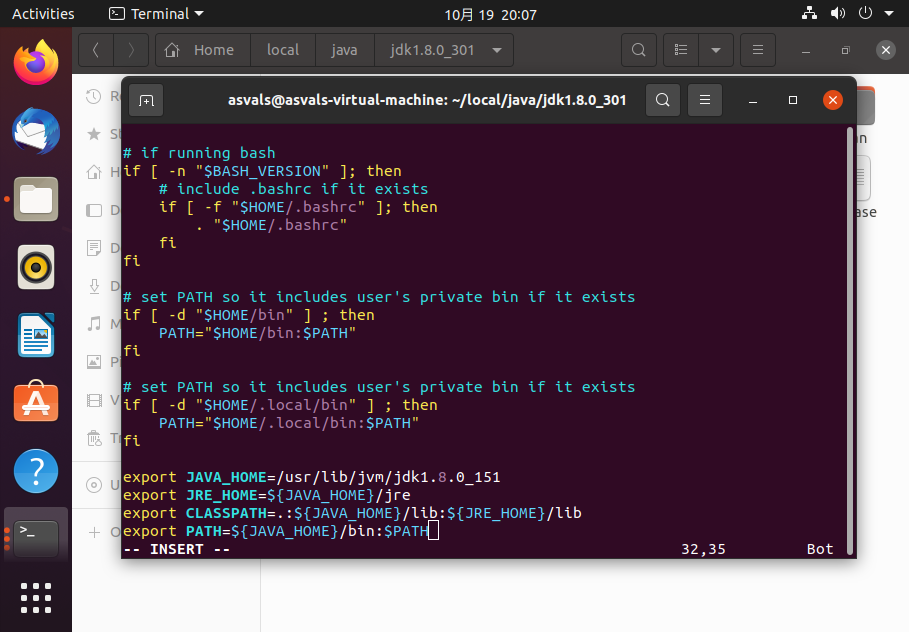 Activities
Terminal
10月 19 20:07
Home
local
java
jdk1.8.0_301
asvals@asvals-virtual-machine: ~/local/java/jdk1.8.0_301
# if running bash
if [ -n "$BASH_VERSION" ]; then
    # include .bashrc if it exists
    if [ -f "$HOME/.bashrc" ]; then
        . "$HOME/.bashrc"
    fi
fi
# set PATH so it includes user's private bin if it exists
if [ -d "$HOME/bin" ] ; then
    PATH="$HOME/bin:$PATH"
fi
# set PATH so it includes user's private bin if it exists
if [ -d "$HOME/.local/bin" ] ; then
    PATH="$HOME/.local/bin:$PATH"
fi
export JAVA_HOME=/usr/lib/jvm/jdk1.8.0_151
export JRE_HOME=${JAVA_HOME}/jre
export CLASSPATH=.:${JAVA_HOME}/lib:${JRE_HOME}/lib
export PATH=${JAVA_HOME}/bin:$PATH
-- INSERT -- 32,35 Bot